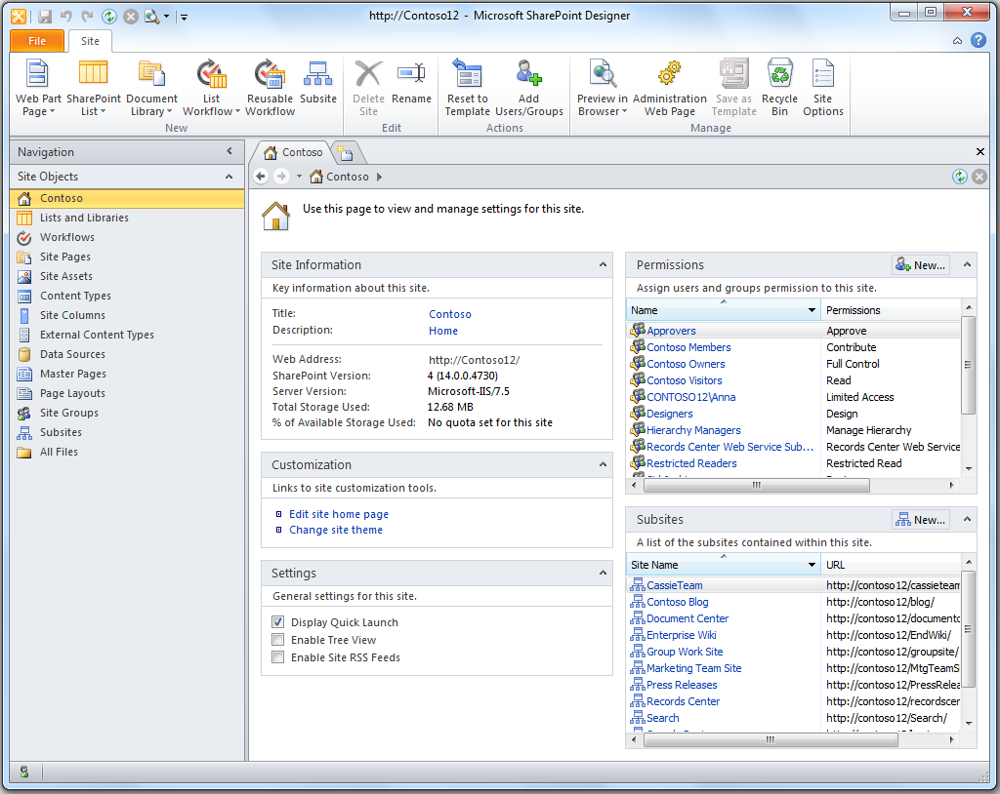 http://Contoso12 - Microsoft SharePoint Designer
File
Site
Web Part Page
SharePoint List
Document Library
List Workflow
Reusable Workflow
Subsite
New
Delete Site
Rename
Edit
Reset to Template
Add Users/Groups
Actions
Preview in Browser
Administration Web Page
Save as Template
Recycle Bin
Site Options
Manage
Navigation
Site Objects
Contoso
Lists and Libraries
Workflows
Site Pages
Site Assets
Content Types
Site Columns
External Content Types
Data Sources
Master Pages
Page Layouts
Site Groups
Subsites
All Files
Contoso
Contoso
Use this page to view and manage settings for this site.
Site Information
Key information about this site.
Title: Contoso
Description: Home
Web Address: http://Contoso12/
SharePoint Version: 4 (14.0.0.4730)
Server Version: Microsoft-IIS/7.5
Total Storage Used: 12.68 MB
% of Available Storage Used: No quota set for this site
Customization
Links to site customization tools.
Edit site home page
Change site theme
Settings
General settings for this site.
Display Quick Launch
Enable Tree View
Enable Site RSS Feeds
Permissions New...
Assign users and groups permission to this site.
Name Permissions
Approvers Approve
Contoso Members Contribute
Contoso Owners Full Control
Contoso Visitors Read
CONTOSO12\Anna Limited Access
Designers Design
Hierarchy Managers Manage Hierarchy
Records Center Web Service Sub... Records Center Web Service
Restricted Readers Restricted Read
Subsites New...
A list of the subsites contained within this site.
Site Name URL
CassieTeam http://contoso12/cassieteam
Contoso Blog http://contoso12/blog/
Document Center http://contoso12/documentc
Enterprise Wiki http://contoso12/EndWiki/
Group Work Site http://contoso12/groupsite/
Marketing Team Site http://contoso12/MtgTeamS
Press Releases http://contoso12/PressRelea
Records Center http://contoso12/recordscen
Search http://contoso12/Search/